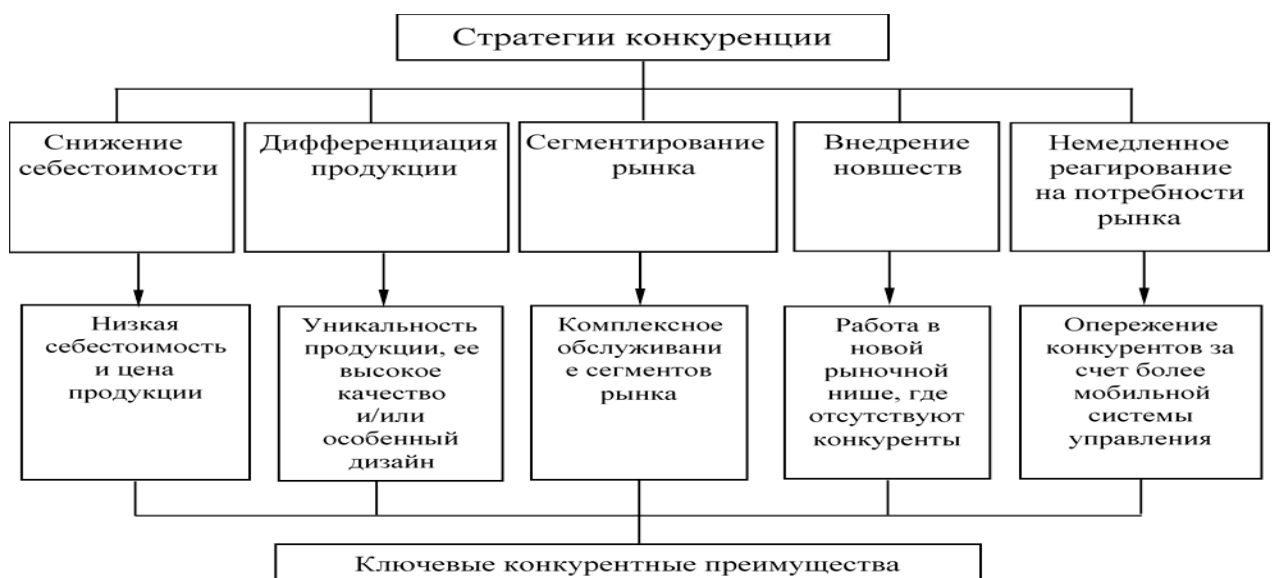 Стратегии конкуренции
Снижение
себестоимости
Дифференциация
продукции
Сегментирование
рынка
Внедрение
новшеств
Немедленное
реагирование
на потребности
рынка
Низкая
себестоимость
и цена
продукции
Уникальность
продукции, ее
высокое
качество
и/или
особенный
дизайн
Комплексное
обслуживани
е сегментов
рынка
Работа в
новой
рыночной
нише, где
отсутствуют
конкуренты
Опережение
конкурентов за
счет более
мобильной
системы
управления
Ключевые конкурентные преимущества